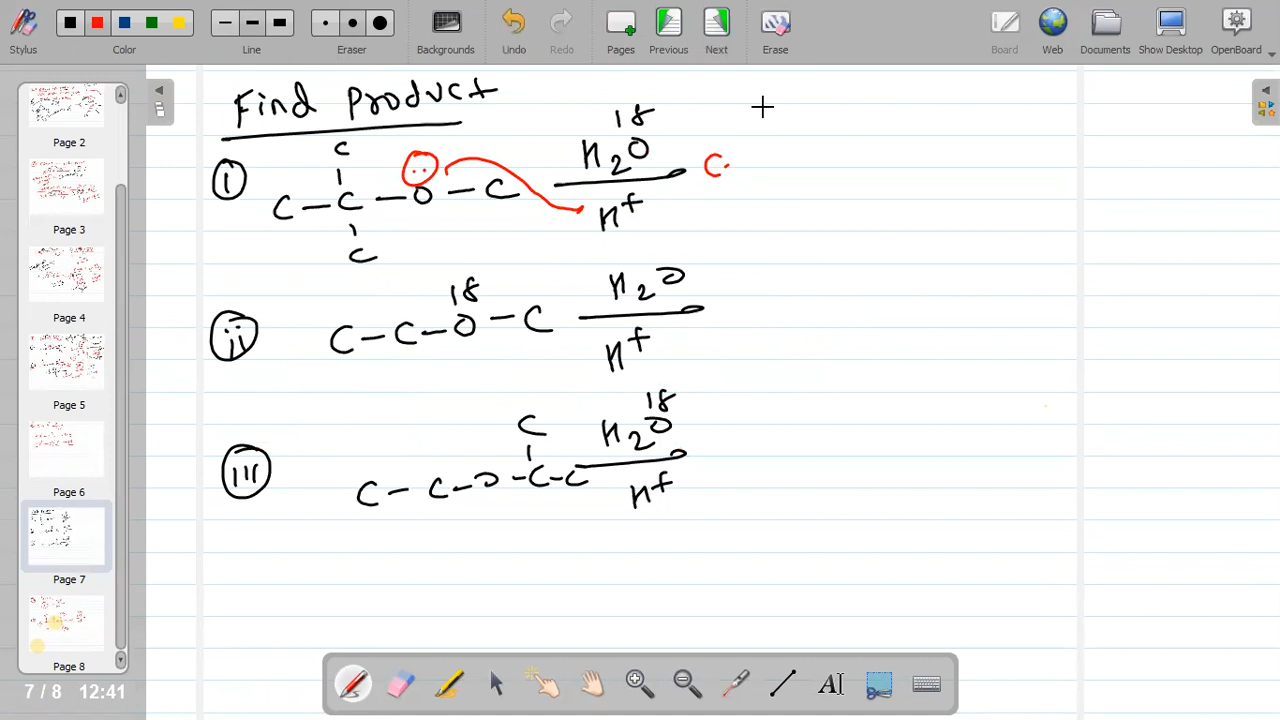 Stylus
Color
Line
Eraser
Backgrounds
Undo
Redo
Pages
Previous
Next
Erase
Board
Web
Documents
Show Desktop
OpenBoard
Page 2
Page 3
Page 4
Page 5
Page 6
Page 7
Page 8
7 / 8 12:41
Find Product
18
C H2O C
(i) C - C - O - C H+
C
18 H2O
(ii) C - C - O - C H+
18
C H2O
(iii) C - C - O - C - C H+